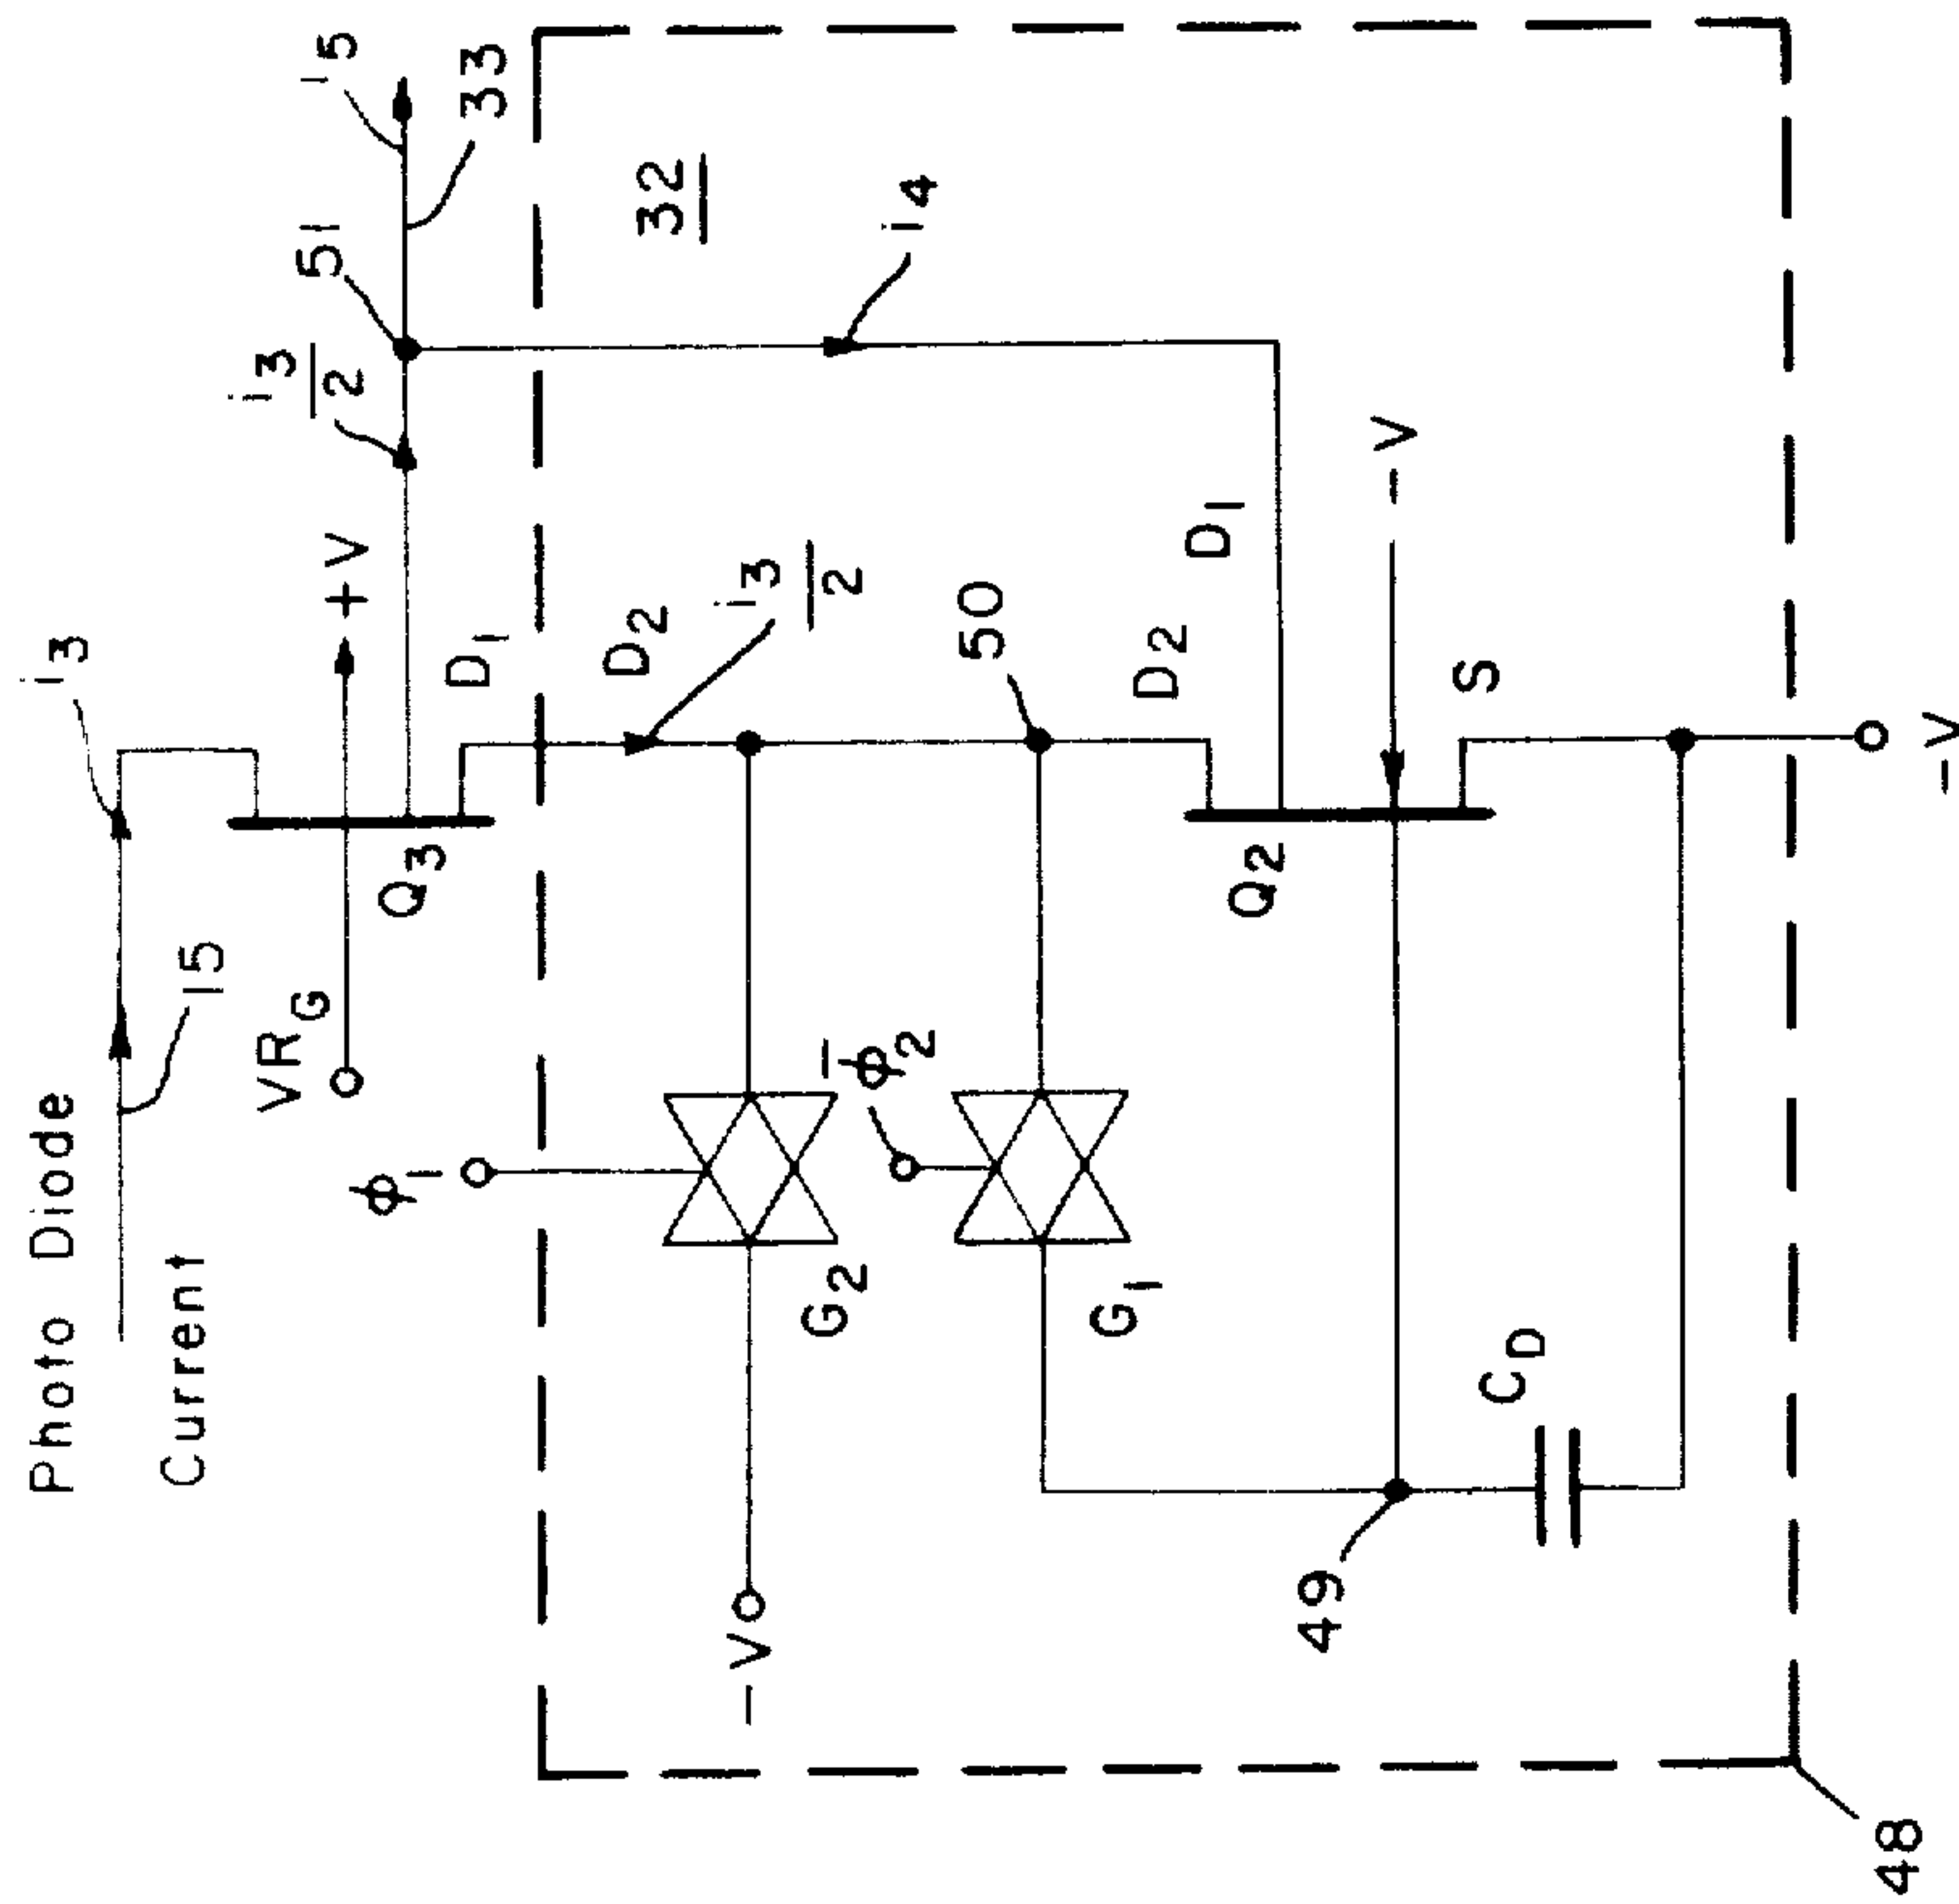 Photo Diode
Current
15
i3
VRG
+V
Q3
D1
i3
2
51
i5
33
ϕ1
D2
i3
2
32
i4
-V
G2
ϕ̅2
G1
50
D2
D1
Q2
-V
S
49
CD
-V
48